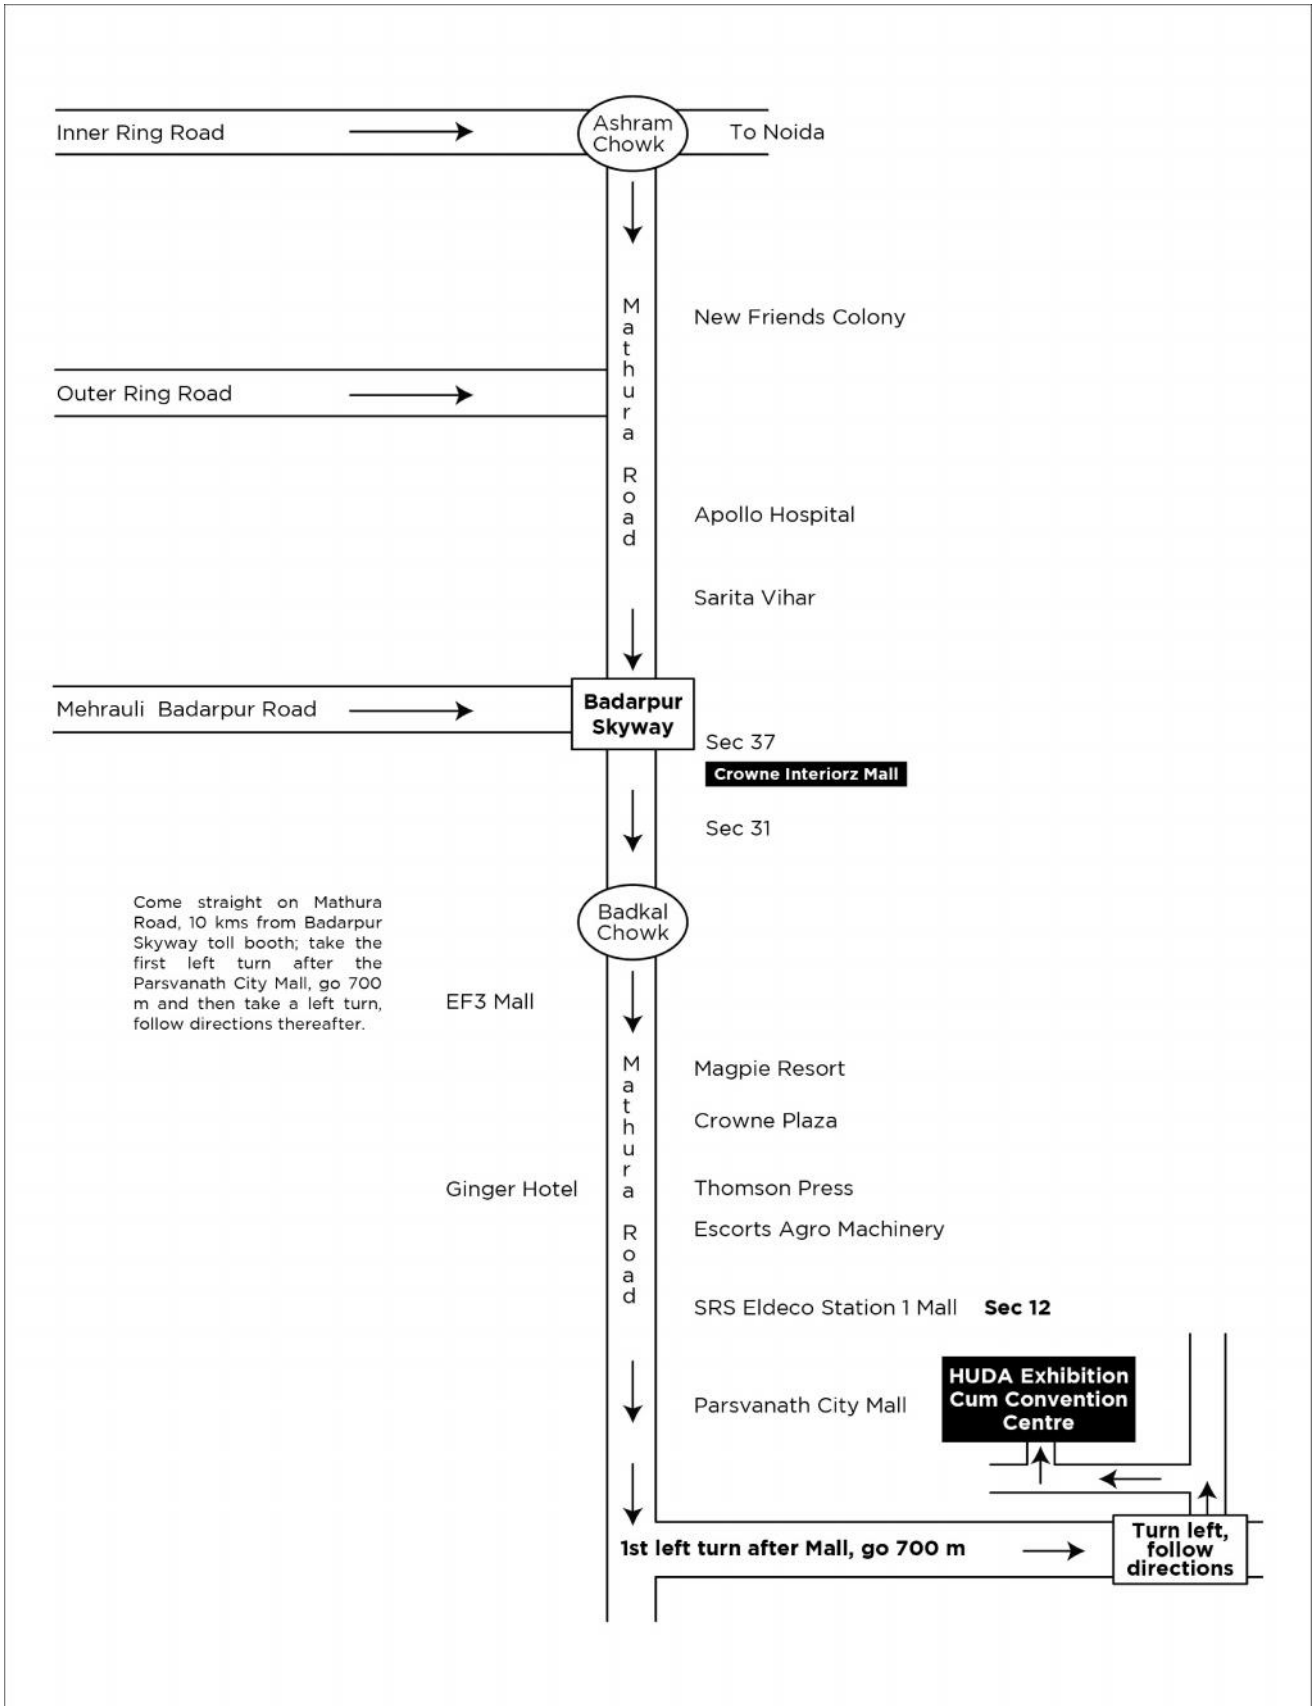 Inner Ring Road
Ashram
Chowk
To Noida
Mathura Road
New Friends Colony
Outer Ring Road
Apollo Hospital
Sarita Vihar
Mehrauli Badarpur Road
Badarpur
Skyway
Sec 37
Crowne Interiorz Mall
Sec 31
Come straight on Mathura
Road, 10 kms from Badarpur
Skyway toll booth; take the
first left turn after the
Parsvanath City Mall, go 700
m and then take a left turn,
follow directions thereafter.
Badkal
Chowk
EF3 Mall
Mathura Road
Magpie Resort
Crowne Plaza
Ginger Hotel
Thomson Press
Escorts Agro Machinery
SRS Eldeco Station 1 Mall Sec 12
HUDA Exhibition
Cum Convention
Centre
Parsvanath City Mall
1st left turn after Mall, go 700 m
Turn left,
follow
directions